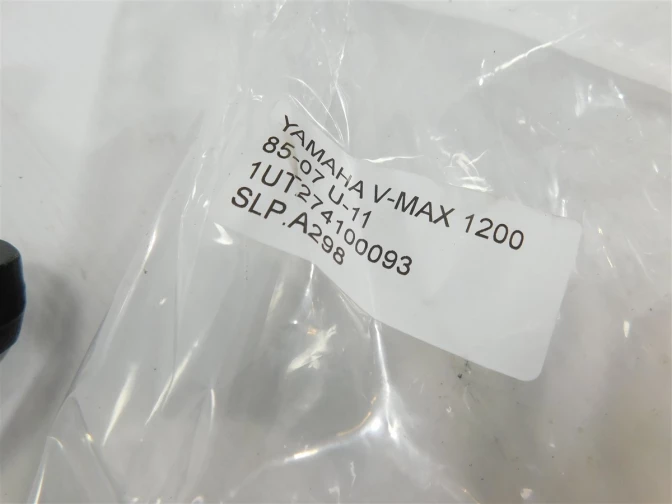 YAMAHA V-MAX 1200
85-07 U-11
1UT274100093
SLP.A298